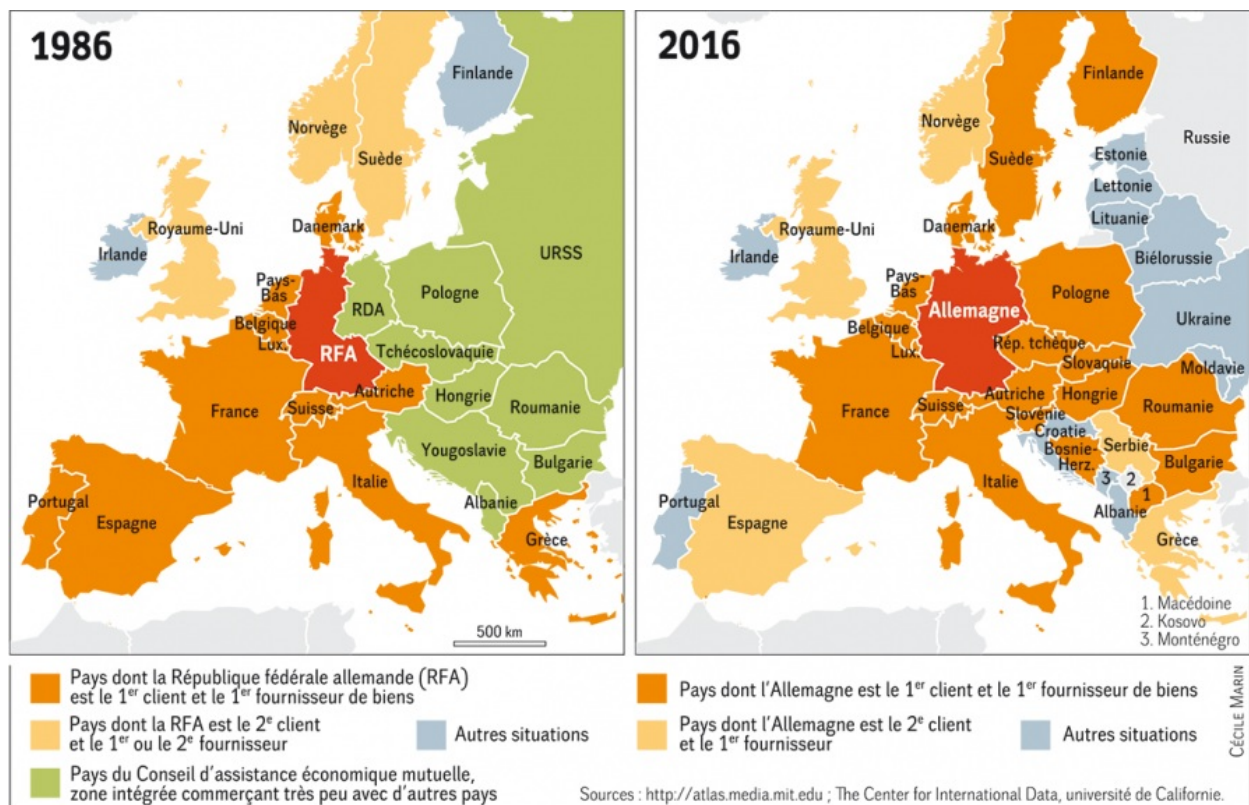 1986
Finlande
Norvège
Suède
Danemark
Royaume-Uni
Irlande
URSS
Pays-
Bas
Pologne
RDA
Belgique
Lux.
RFA
Tchécoslovaquie
Autriche
Hongrie
France
Suisse
Roumanie
Yougoslavie
Bulgarie
Italie
Portugal
Espagne
Albanie
Grèce
500 km
2016
Finlande
Norvège
Russie
Suède
Estonie
Lettonie
Danemark
Lituanie
Royaume-Uni
Irlande
Biélorussie
Pays-
Bas
Pologne
Allemagne
Belgique
Ukraine
Lux.
Rép. tchèque
Slovaquie
Moldavie
Autriche
Hongrie
France
Suisse
Roumanie
Slovénie
Croatie
Serbie
Bosnie-
Herz.
Bulgarie
Italie
3
2
1
Portugal
Espagne
Albanie
Grèce
1. Macédoine
2. Kosovo
3. Monténégro
Pays dont la République fédérale allemande (RFA)
est le 1er client et le 1er fournisseur de biens
Pays dont la RFA est le 2e client
et le 1er ou le 2e fournisseur
Autres situations
Pays du Conseil d'assistance économique mutuelle,
zone intégrée commerçant très peu avec d'autres pays
Pays dont l'Allemagne est le 1er client et le 1er fournisseur de biens
Pays dont l'Allemagne est le 2e client
et le 1er fournisseur
Autres situations
CÉCILE MARIN
Sources : http://atlas.media.mit.edu ; The Center for International Data, université de Californie.